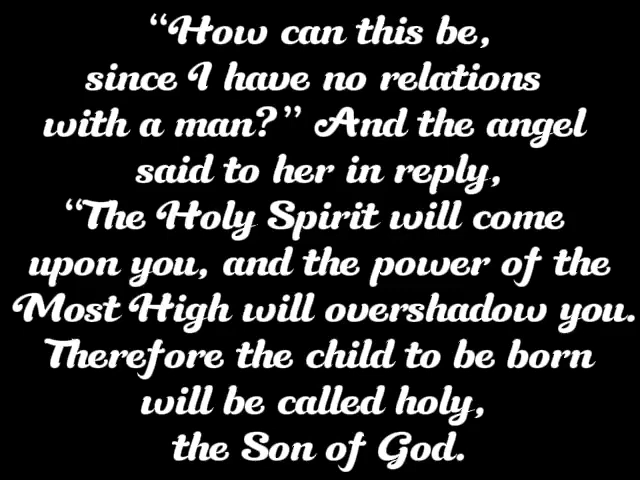 “How can this be,
since I have no relations
with a man?” And the angel
said to her in reply,
“The Holy Spirit will come
upon you, and the power of the
Most High will overshadow you.
Therefore the child to be born
will be called holy,
the Son of God.